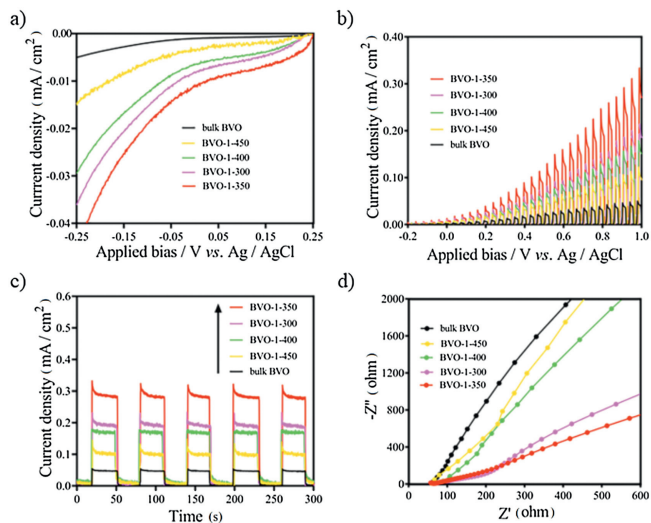 a)
0.00
-0.01
-0.02
-0.03
-0.04
Currrent density (mA / cm²)
bulk BVO
BVO-1-450
BVO-1-400
BVO-1-300
BVO-1-350
-0.25
-0.15
-0.05
0.05
0.15
0.25
Applied bias / V vs. Ag / AgCl
b)
0.40
0.30
0.20
0.10
0.00
Currrent density (mA / cm²)
BVO-1-350
BVO-1-300
BVO-1-400
BVO-1-450
bulk BVO
-0.2
0.0
0.2
0.4
0.6
0.8
1.0
Applied bias / V vs. Ag / AgCl
c)
0.6
0.5
0.4
0.3
0.2
0.1
0.0
Current density (mA / cm²)
BVO-1-350
BVO-1-300
BVO-1-400
BVO-1-450
bulk BVO
0
50
100
150
200
250
300
Time (s)
d)
2000
1600
1200
800
400
0
-Z" (ohm)
bulk BVO
BVO-1-450
BVO-1-400
BVO-1-300
BVO-1-350
0
100
200
300
400
500
600
Z' (ohm)